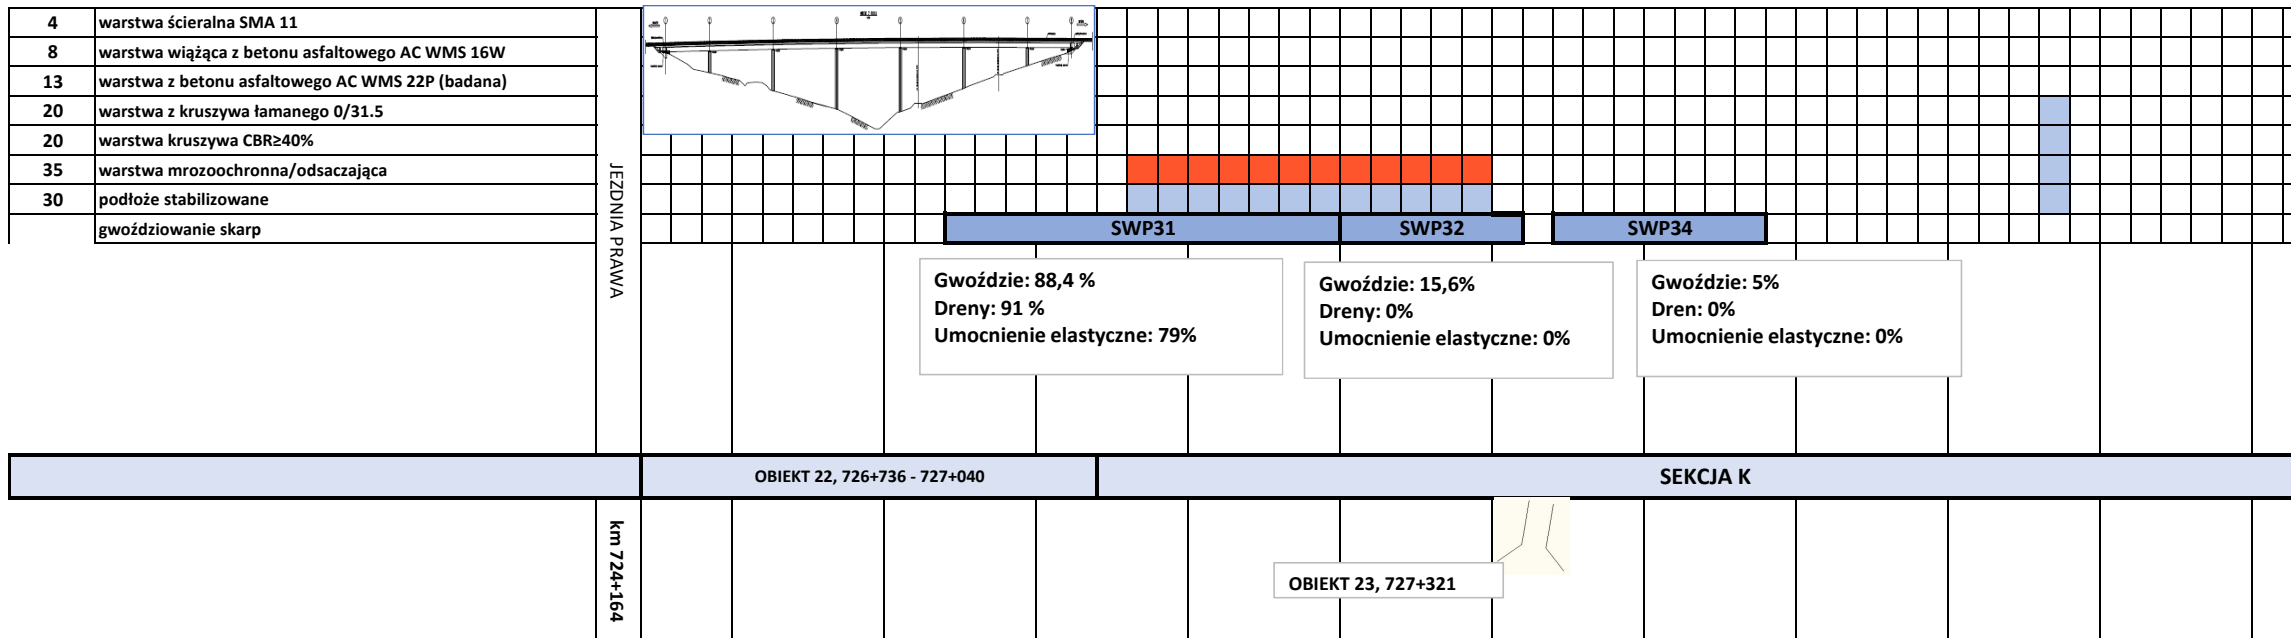 4 warstwa ścieralna SMA 11
8 warstwa wiążąca z betonu asfaltowego AC WMS 16W
13 warstwa z betonu asfaltowego AC WMS 22P (badana)
20 warstwa z kruszywa łamanego 0/31.5
20 warstwa kruszywa CBR≥40%
35 warstwa mrozoochronna/odsaczająca
30 podłoże stabilizowane
gwoździowanie skarp
JEZDNIA PRAWA
SWP31
SWP32
SWP34
Gwoździe: 88,4 %
Dreny: 91 %
Umocnienie elastyczne: 79%
Gwoździe: 15,6%
Dreny: 0%
Umocnienie elastyczne: 0%
Gwoździe: 5%
Dren: 0%
Umocnienie elastyczne: 0%
OBIEKT 22, 726+736 - 727+040
SEKCJA K
km 724+164
OBIEKT 23, 727+321